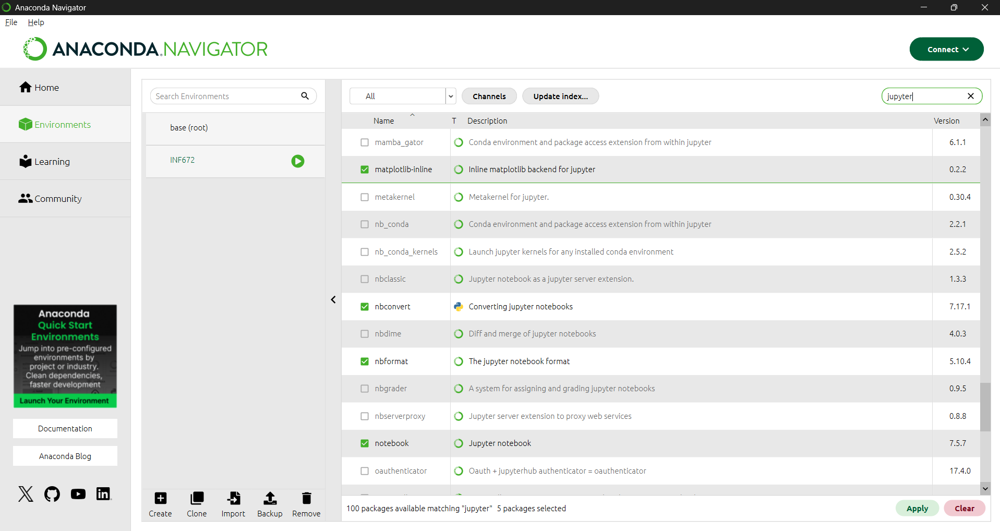 Anaconda Navigator
File Help
ANACONDA.NAVIGATOR
Connect
Home
Environments
Learning
Community
Anaconda
Quick Start
Environments
Jump into pre-configured
environments by
project or industry.
Clean dependencies,
faster development
Launch Your Environment
Documentation
Anaconda Blog
Search Environments
base (root)
INF672
Create Clone Import Backup Remove
All Channels Update index... jupyter
Name T Description Version
mamba_gator Conda environment and package access extension from within jupyter 6.1.1
matplotlib-inline Inline matplotlib backend for jupyter 0.2.2
metakernel Metakernel for jupyter. 0.30.4
nb_conda Conda environment and package access extension from within jupyter 2.2.1
nb_conda_kernels Launch jupyter kernels for any installed conda environment 2.5.2
nbclassic Jupyter notebook as a jupyter server extension. 1.3.3
nbconvert Converting jupyter notebooks 7.17.1
nbdime Diff and merge of jupyter notebooks 4.0.3
nbformat The jupyter notebook format 5.10.4
nbgrader A system for assigning and grading jupyter notebooks 0.9.5
nbserverproxy Jupyter server extension to proxy web services 0.8.8
notebook Jupyter notebook 7.5.7
oauthenticator Oauth + jupyterhub authenticator = oauthenticator 17.4.0
100 packages available matching "jupyter" 5 packages selected
Apply Clear